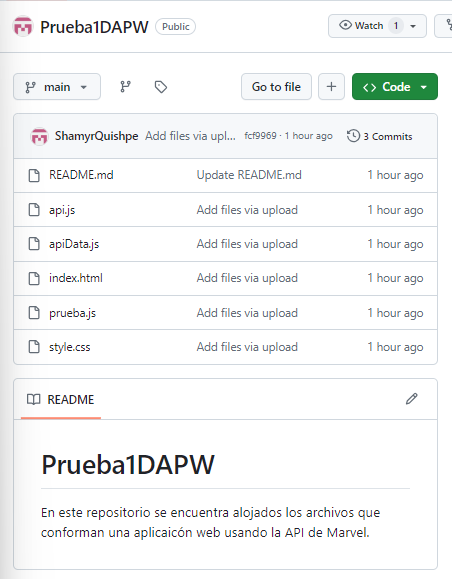 Prueba1DAPW Public Watch 1
main Go to file Code
ShamyrQuishpe Add files via upl... fcf9969 · 1 hour ago 3 Commits
README.md Update README.md 1 hour ago
api.js Add files via upload 1 hour ago
apiData.js Add files via upload 1 hour ago
index.html Add files via upload 1 hour ago
prueba.js Add files via upload 1 hour ago
style.css Add files via upload 1 hour ago
README
Prueba1DAPW
En este repositorio se encuentra alojados los archivos que
conforman una aplicaicón web usando la API de Marvel.